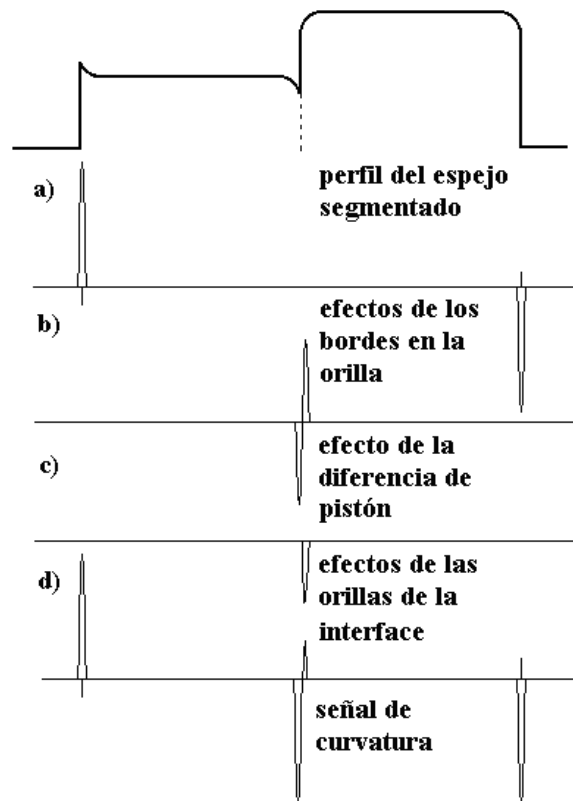 perfil del espejo
a)
segmentado
efectos de los
b)
bordes en la
orilla
efecto de la
c)
diferencia de
pistón
efectos de las
d)
orillas de la
interface
señal de
curvatura